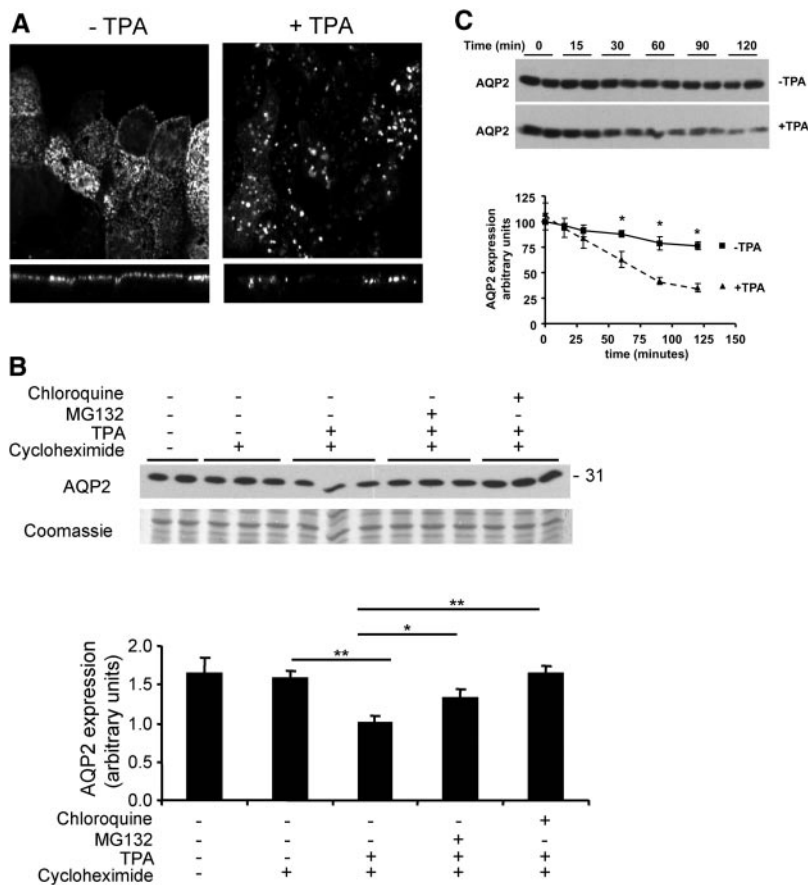 A
- TPA + TPA
C
Time (min) 0 15 30 60 90 120
AQP2 -TPA
AQP2 +TPA
AQP2 expression
arbitrary units
125
100
75
50
25
0
* * *
-TPA
+TPA
0 25 50 75 100 125 150
time (minutes)
B
Chloroquine - - - - +
MG132 - - - + -
TPA - - + + +
Cycloheximide - + + + +
AQP2 - 31
Coomassie
**
*
**
AQP2 expression
(arbitrary units)
2.0
1.5
1.0
0.5
0.0
Chloroquine - - - - +
MG132 - - - + -
TPA - - + + +
Cycloheximide - + + + +